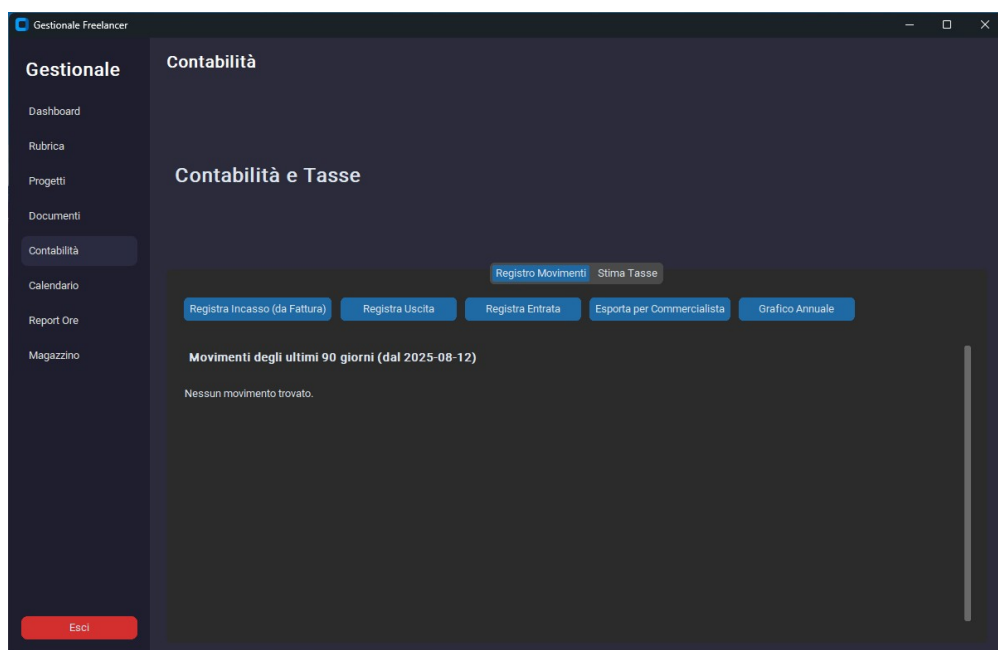 Gestionale Freelancer
Gestionale
Dashboard
Rubrica
Progetti
Documenti
Contabilità
Calendario
Report Ore
Magazzino
Esci
Contabilità
Contabilità e Tasse
Registro Movimenti Stima Tasse
Registra Incasso (da Fattura) Registra Uscita Registra Entrata Esporta per Commercialista Grafico Annuale
Movimenti degli ultimi 90 giorni (dal 2025-08-12)
Nessun movimento trovato.